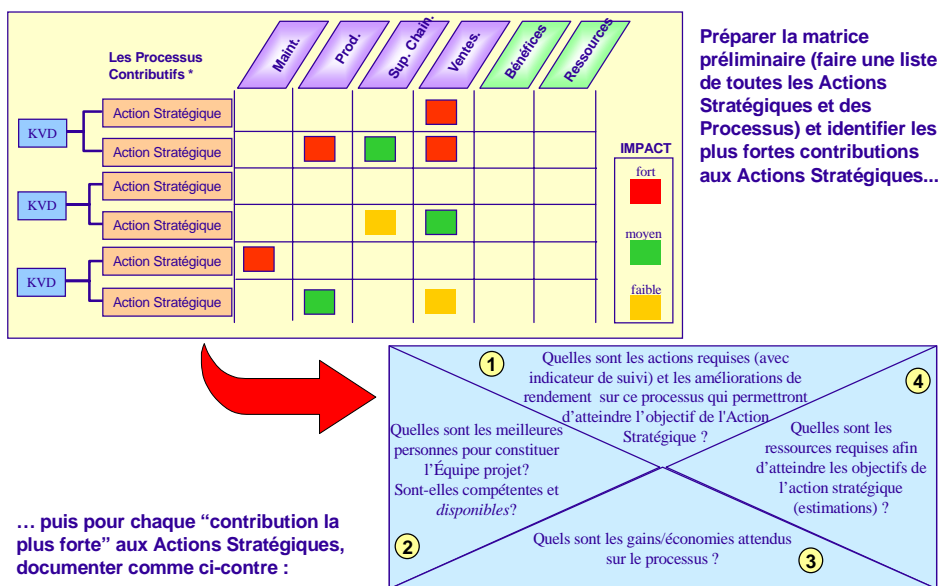 Les Processus
Contributifs *
Maint.
Prod.
Sup. Chain.
Ventes.
Bénéfices
Ressources
KVD
Action Stratégique
Action Stratégique
KVD
Action Stratégique
Action Stratégique
KVD
Action Stratégique
Action Stratégique
IMPACT
fort
moyen
faible
Préparer la matrice
préliminaire (faire une liste
de toutes les Actions
Stratégiques et des
Processus) et identifier les
plus fortes contributions
aux Actions Stratégiques...
1
Quelles sont les actions requises (avec
indicateur de suivi) et les améliorations de
rendement sur ce processus qui permettront
d'atteindre l'objectif de l'Action
Stratégique ?
Quelles sont les meilleures
personnes pour constituer
l'Équipe projet?
Sont-elles compétentes et
disponibles?
2
Quels sont les gains/économies attendus
sur le processus ?
3
4
Quelles sont les
ressources requises afin
d'atteindre les objectifs de
l'action stratégique
(estimations) ?
… puis pour chaque “contribution la
plus forte” aux Actions Stratégiques,
documenter comme ci-contre :